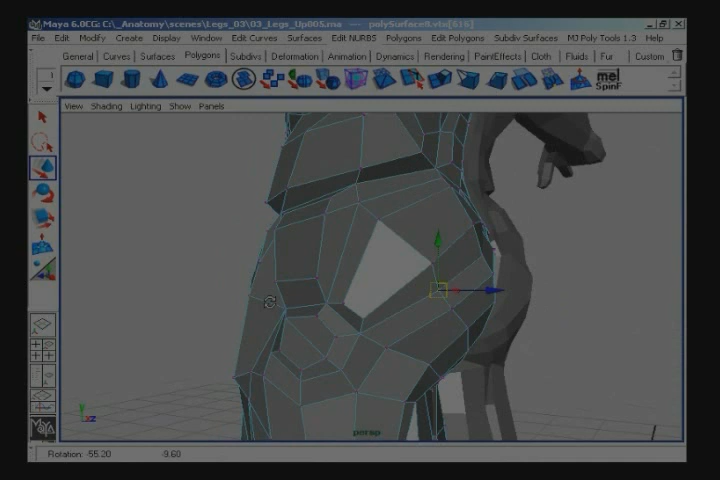 Maya 6.0CG: C:\_Anatomy\scenes\Legs_03\03_Legs_Up005.ma --- polySurface8.vtx[616]
File Edit Modify Create Display Window Edit Curves Surfaces Edit NURBS Polygons Edit Polygons Subdiv Surfaces MJ Poly Tools 1.3 Help
General Curves Surfaces Polygons Subdivs Deformation Animation Dynamics Rendering PaintEffects Cloth Fluids Fur Custom
1
mel
SpinF
View Shading Lighting Show Panels
y
persp
Rotation: -55.20 -9.60